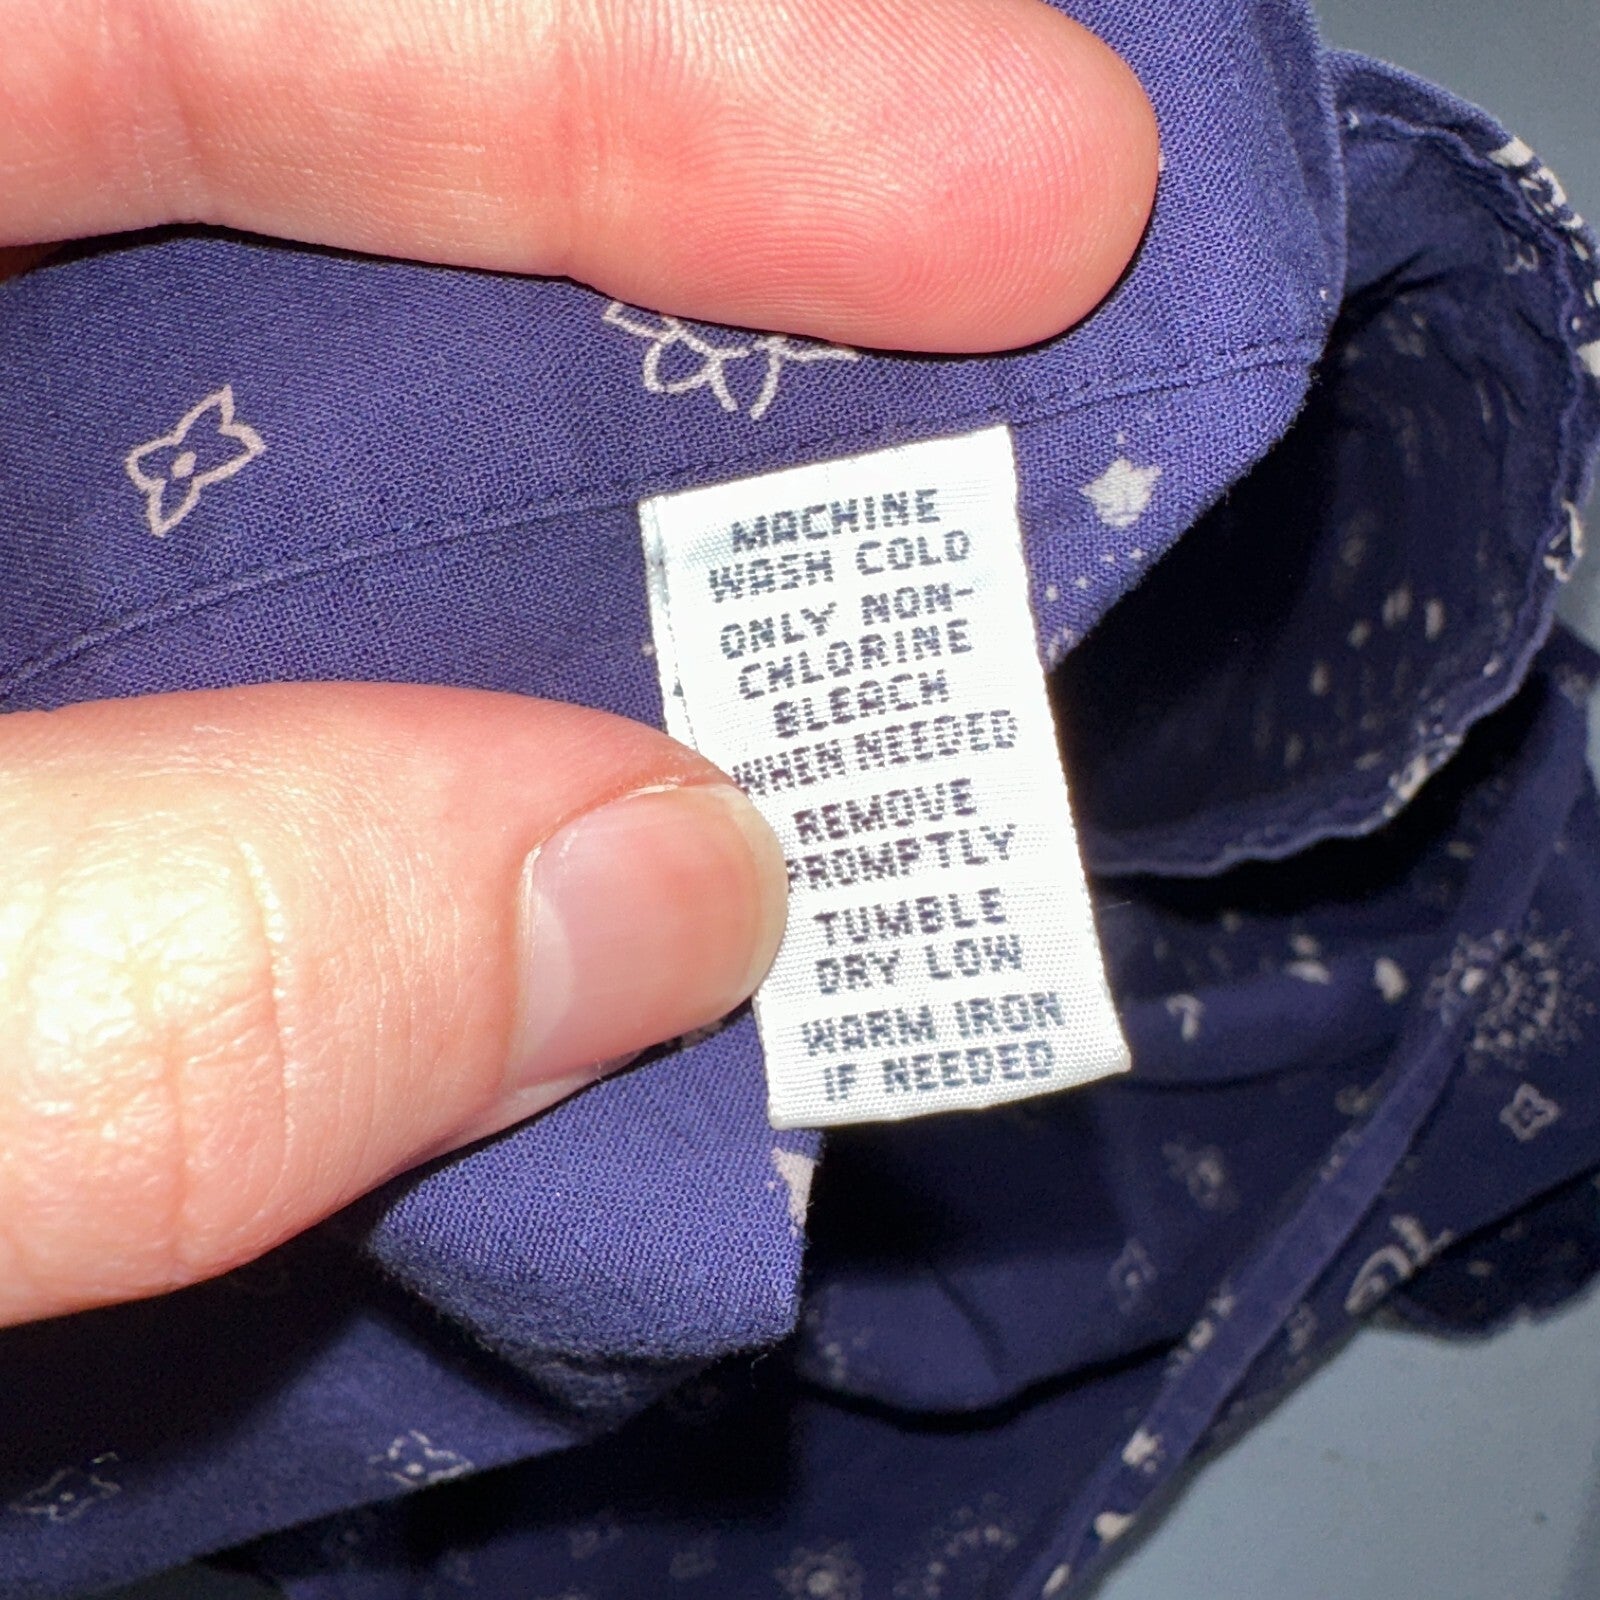 MACHINE
WASH COLD
ONLY NON-
CHLORINE
BLEACH
WHEN NEEDED
REMOVE
PROMPTLY
TUMBLE
DRY LOW
WARM IRON
IF NEEDED